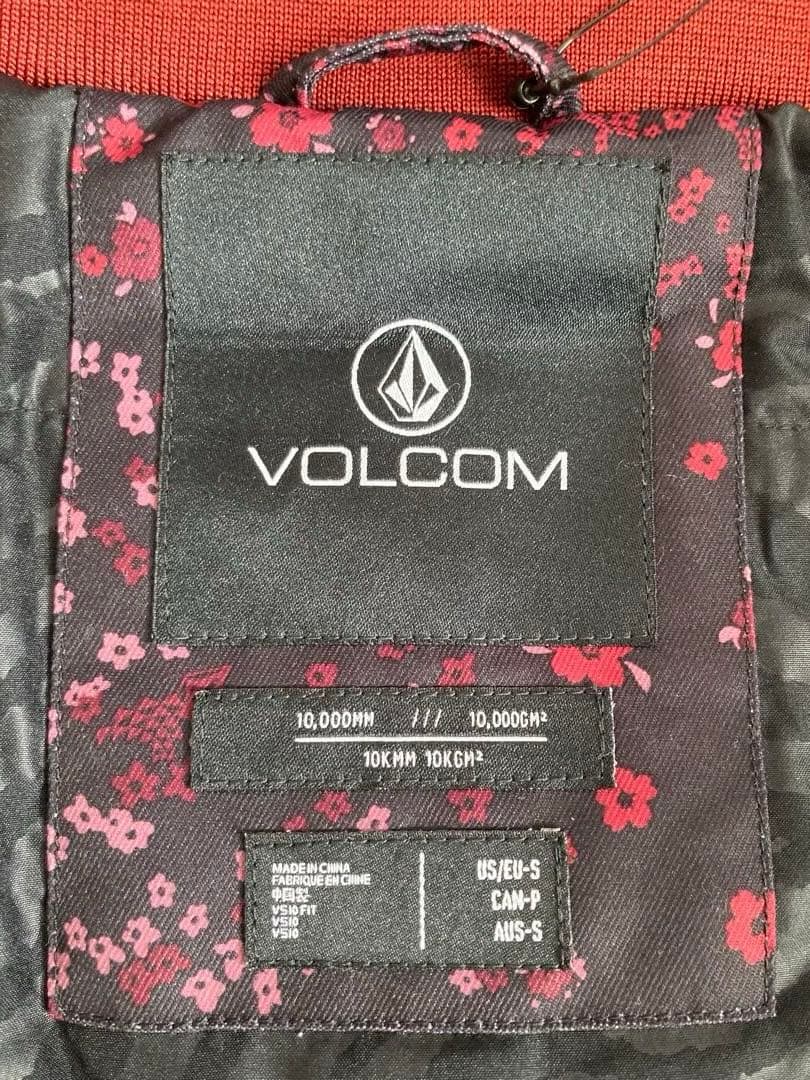 VOLCOM
10,000MM /// 10,000GM²
10KMM 10KGM²
MADE IN CHINA
FABRIQUÉ EN CHINE
中国製
VS10 FIT
VS10
VS10
US/EU-S
CAN-P
AUS-S